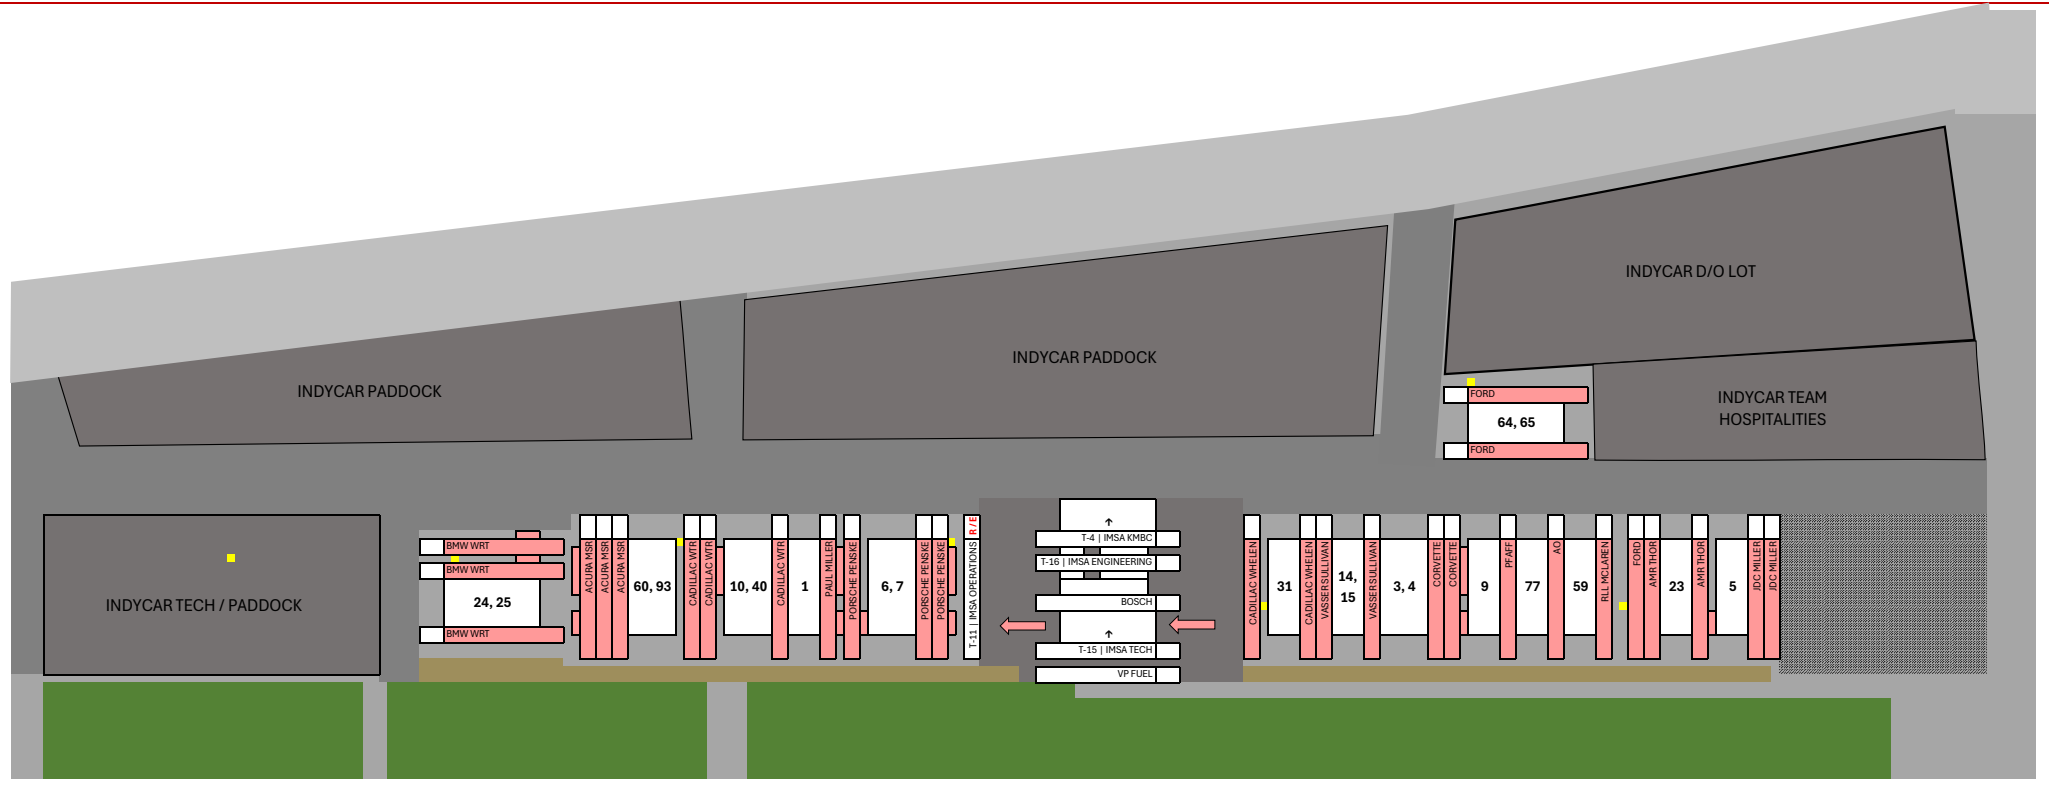 INDYCAR D/O LOT
INDYCAR PADDOCK
INDYCAR PADDOCK
INDYCAR TEAM
HOSPITALITIES
FORD
64, 65
FORD
INDYCAR TECH / PADDOCK
BMW WRT
BMW WRT
24, 25
BMW WRT
ACURA MSR
ACURA MSR
ACURA MSR
60, 93
CADILLAC WTR
CADILLAC WTR
10, 40
CADILLAC WTR
1
PAUL MILLER
PORSCHE PENSKE
6, 7
PORSCHE PENSKE
PORSCHE PENSKE
T-11 | IMSA OPERATIONS R / E
↑
T-4 | IMSA KMBC
T-16 | IMSA ENGINEERING
BOSCH
↑
T-15 | IMSA TECH
VP FUEL
CADILLAC WHELEN
31
CADILLAC WHELEN
VASSER SULLIVAN
14,
15
VASSER SULLIVAN
3, 4
CORVETTE
CORVETTE
9
PFAFF
77
AO
59
RLL MCLAREN
FORD
AMR THOR
23
AMR THOR
5
JDC MILLER
JDC MILLER